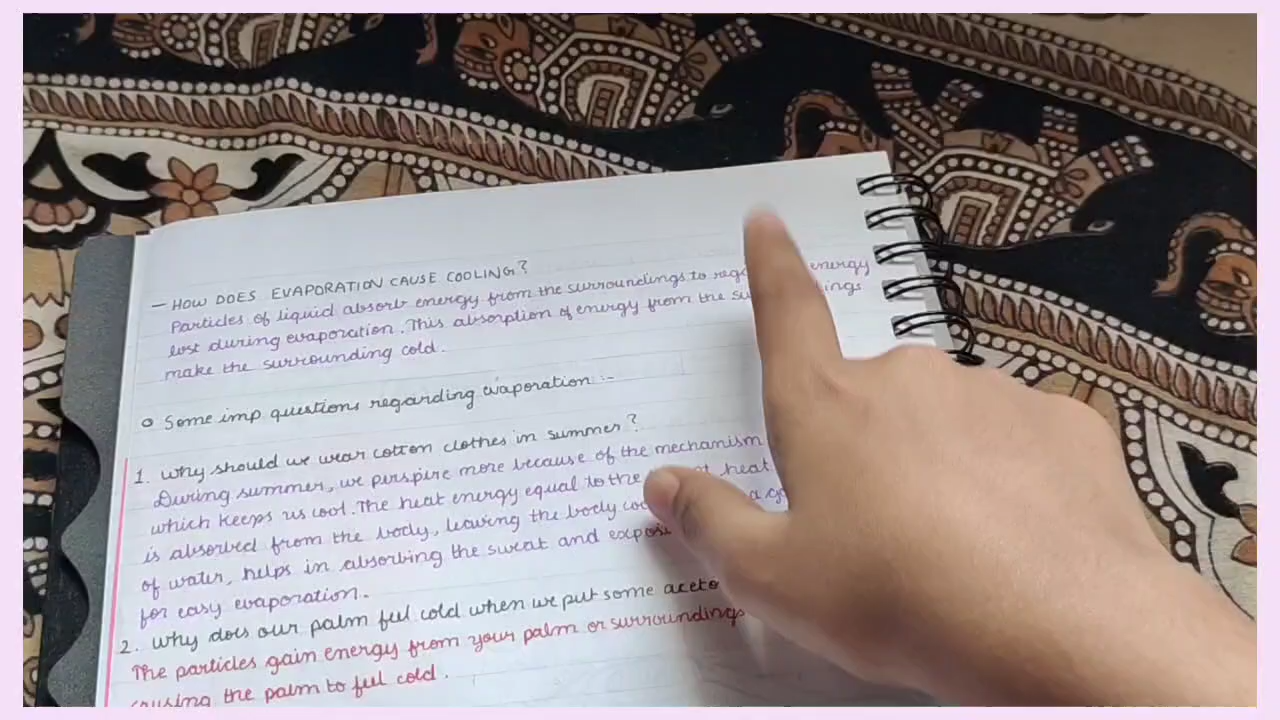 — HOW DOES EVAPORATION CAUSE COOLING?
Particles of liquid absorb energy from the surroundings to energy
lost during evaporation. This absorption of energy from the
make the surrounding cold.
o Some imp questions regarding evaporation :-
1. Why should we wear cotton clothes in summer?
During summer, we perspire more because of the mechanism
which keeps us cool. The heat energy equal to the heat
is absorbed from the body, leaving the body a
of water, helps in absorbing the sweat and
for easy evaporation.
2. Why does our palm feel cold when we put some
The particles gain energy from your palm or surroundings
the palm to feel cold.